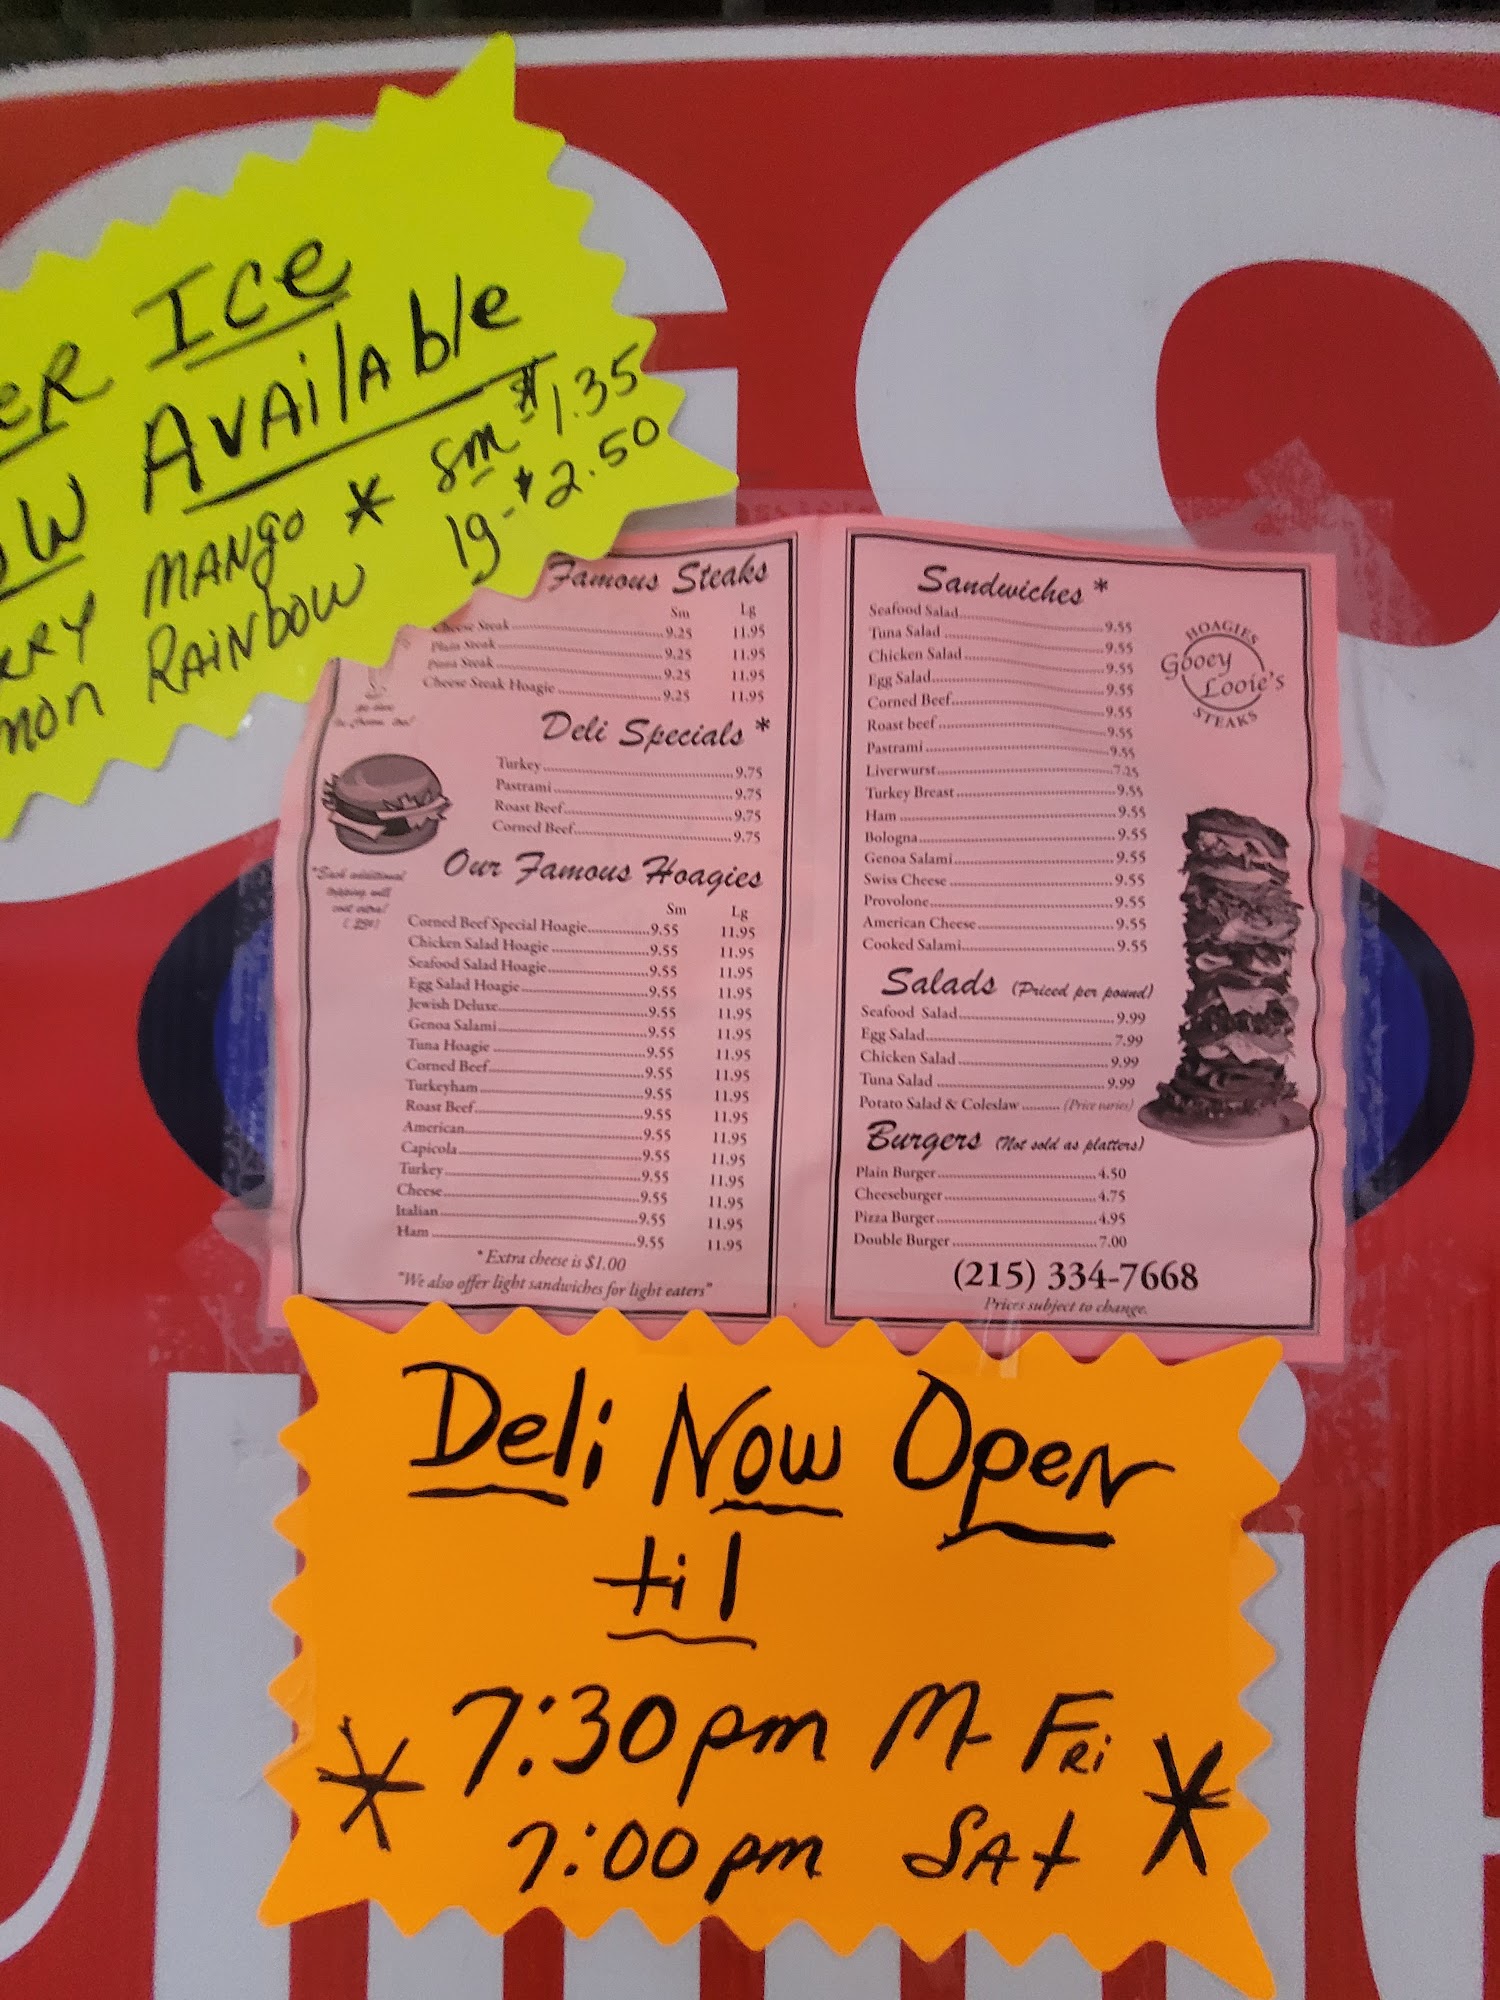 Ice
Available
MANGO * sm $1.35
RAINbOW lg - $2.50
Famous Steaks
Sm Lg
Cheese Steak 9.25 11.95
Plain Steak 9.25 11.95
Pizza Steak 9.25 11.95
Cheese Steak Hoagie 9.25 11.95
Deli Specials *
Turkey 9.75
Pastrami 9.75
Roast Beef 9.75
Corned Beef 9.75
*Each additional
topping will
cost extra!
Our Famous Hoagies
Sm Lg
Corned Beef Special Hoagie 9.55 11.95
Chicken Salad Hoagie 9.55 11.95
Seafood Salad Hoagie 9.55 11.95
Egg Salad Hoagie 9.55 11.95
Jewish Deluxe 9.55 11.95
Genoa Salami 9.55 11.95
Tuna Hoagie 9.55 11.95
Corned Beef 9.55 11.95
Turkeyham 9.55 11.95
Roast Beef 9.55 11.95
American 9.55 11.95
Capicola 9.55 11.95
Turkey 9.55 11.95
Cheese 9.55 11.95
Italian 9.55 11.95
Ham 9.55 11.95
*Extra cheese is $1.00
"We also offer light sandwiches for light eaters"
Sandwiches *
Seafood Salad 9.55
Tuna Salad 9.55
Chicken Salad 9.55
Egg Salad 9.55
Corned Beef 9.55
Roast beef 9.55
Pastrami 9.55
Liverwurst 7.25
Turkey Breast 9.55
Ham 9.55
Bologna 9.55
Genoa Salami 9.55
Swiss Cheese 9.55
Provolone 9.55
American Cheese 9.55
Cooked Salami 9.55
HOAGIES
Gooey
Looie's
STEAKS
Salads (Priced per pound)
Seafood Salad 9.99
Egg Salad 7.99
Chicken Salad 9.99
Tuna Salad 9.99
Potato Salad & Coleslaw (Price varies)
Burgers (Not sold as platters)
Plain Burger 4.50
Cheeseburger 4.75
Pizza Burger 4.95
Double Burger 7.00
(215) 334-7668
Prices subject to change.
Deli Now Open
til
* 7:30pm M-Fri *
7:00pm SAt